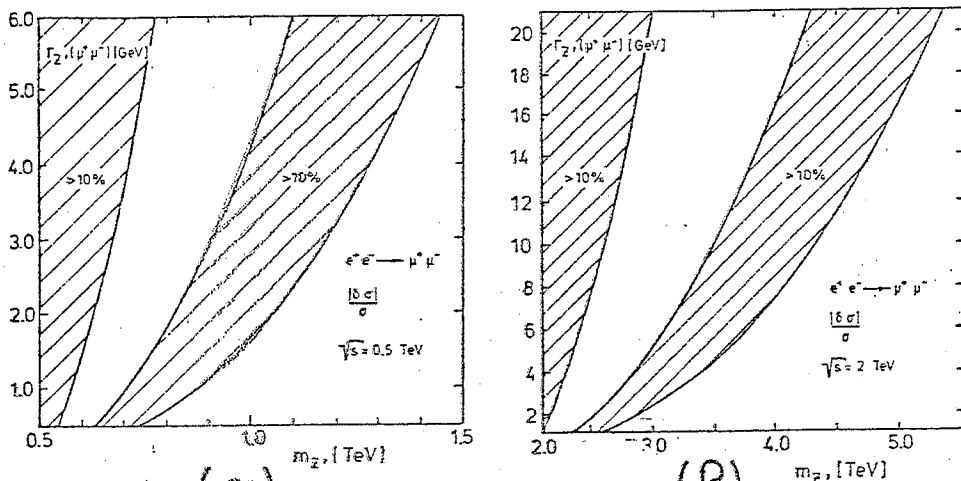 6.0
5.0
4.0
3.0
2.0
1.0
Γz, [μ⁺ μ⁻] [GeV]
>10%
>10%
e⁺ e⁻ → μ⁺ μ⁻
|δ σ|
σ
√s = 0.5 TeV
0.5
1.0
1.5
mz, [TeV]
20
18
16
14
12
10
8
6
4
2
Γz, [μ⁺ μ⁻] [GeV]
>10%
>10%
e⁺ e⁻ → μ⁺ μ⁻
|δ σ|
σ
√s = 2 TeV
2.0
3.0
4.0
5.0
mz, [TeV]